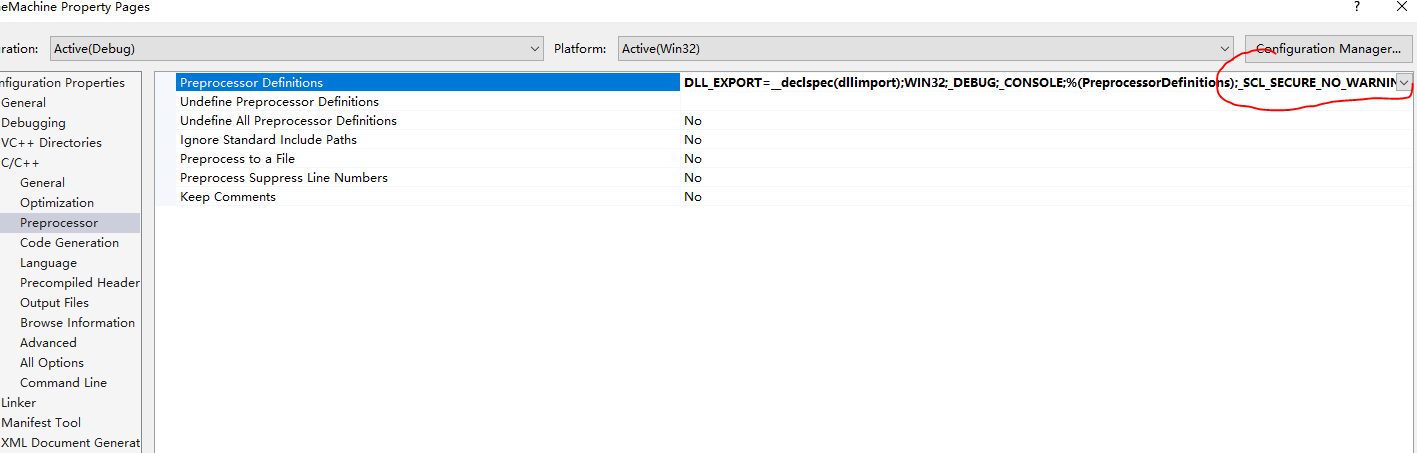 eMachine Property Pages
ration: Active(Debug) Platform: Active(Win32) Configuration Manager...
nfiguration Properties
General
Debugging
VC++ Directories
C/C++
General
Optimization
Preprocessor
Code Generation
Language
Precompiled Header
Output Files
Browse Information
Advanced
All Options
Command Line
Linker
Manifest Tool
XML Document Generat
Preprocessor Definitions DLL_EXPORT=__declspec(dllimport);WIN32;_DEBUG;_CONSOLE;%(PreprocessorDefinitions);_SCL_SECURE_NO_WARNIN
Undefine Preprocessor Definitions
Undefine All Preprocessor Definitions No
Ignore Standard Include Paths No
Preprocess to a File No
Preprocess Suppress Line Numbers No
Keep Comments No